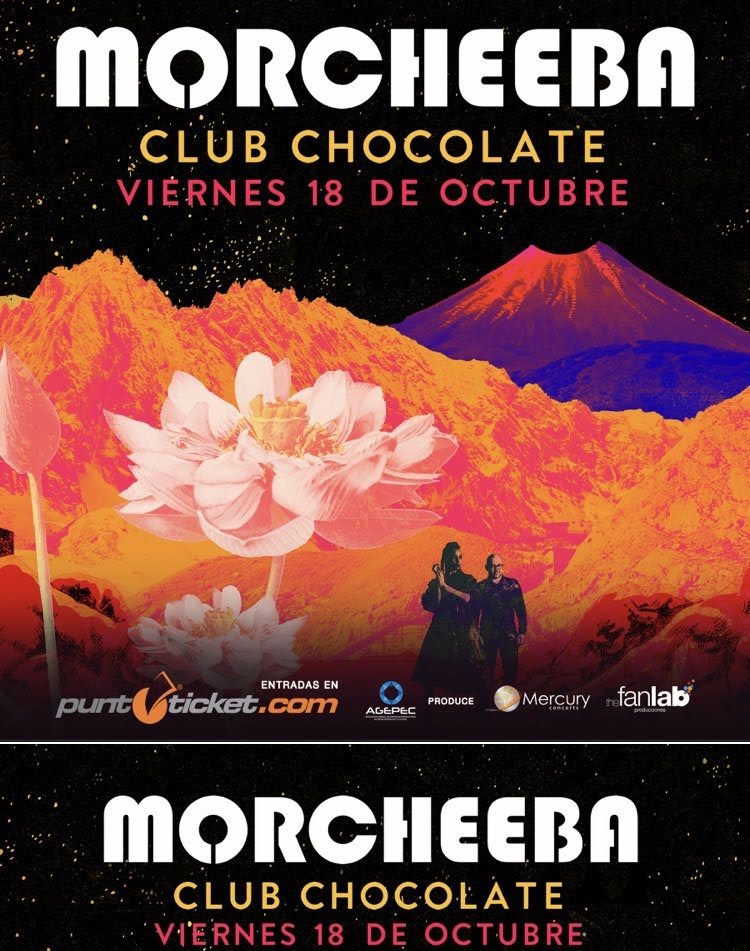 MORCHEEBA
CLUB CHOCOLATE
VIERNES 18 DE OCTUBRE
ENTRADAS EN
puntoticket.com
AGEPEC
PRODUCE
Mercury
concerts
thefanlab
producciones
MORCHEEBA
CLUB CHOCOLATE
VIERNES 18 DE OCTUBRE